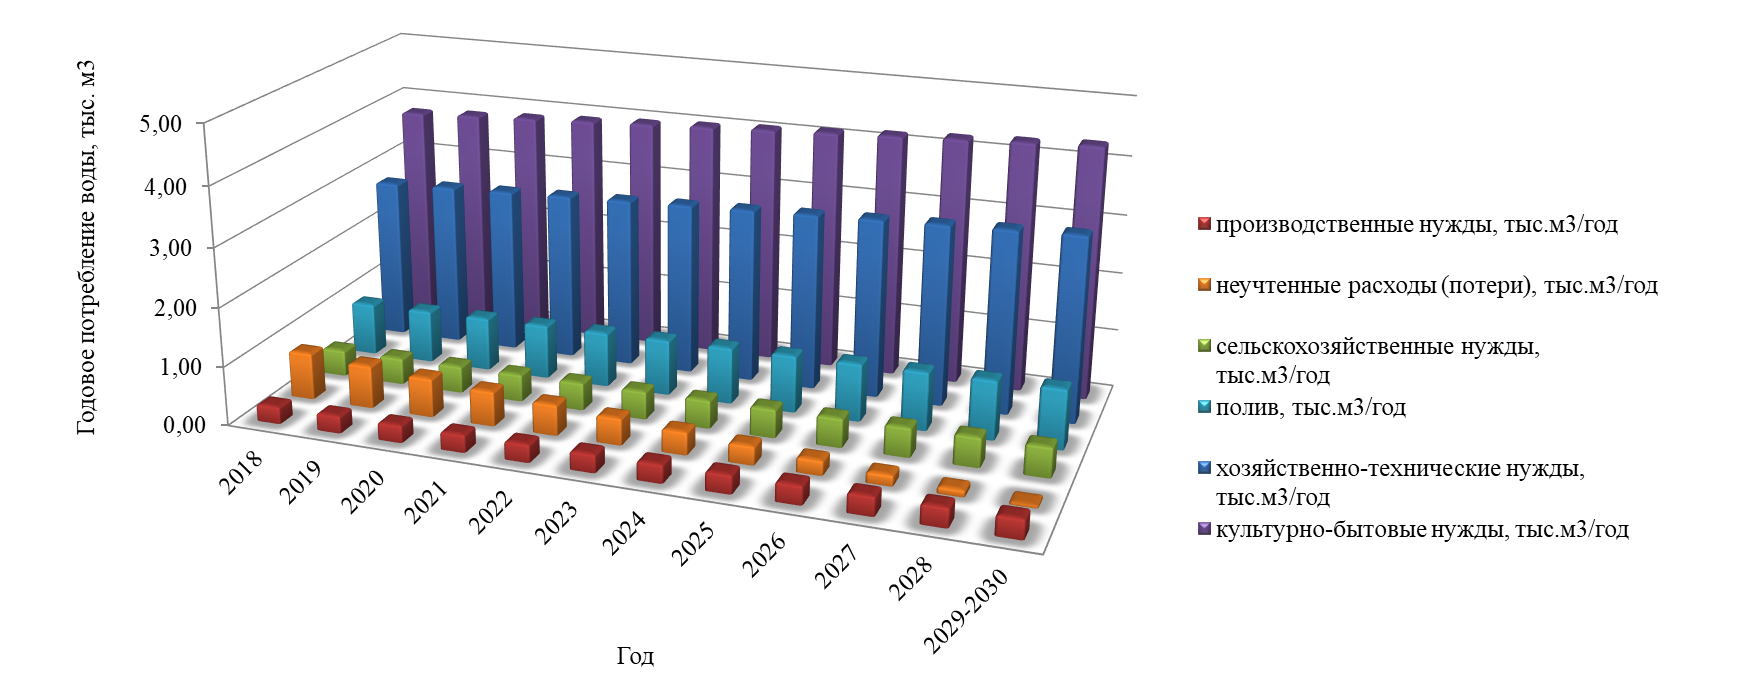 Годовое потребление воды, тыс. м3
5,00
4,00
3,00
2,00
1,00
0,00
2018
2019
2020
2021
2022
2023
2024
2025
2026
2027
2028
2029-2030
Год
производственные нужды, тыс.м3/год
неучтенные расходы (потери), тыс.м3/год
сельскохозяйственные нужды,
тыс.м3/год
полив, тыс.м3/год
хозяйственно-технические нужды,
тыс.м3/год
культурно-бытовые нужды, тыс.м3/год